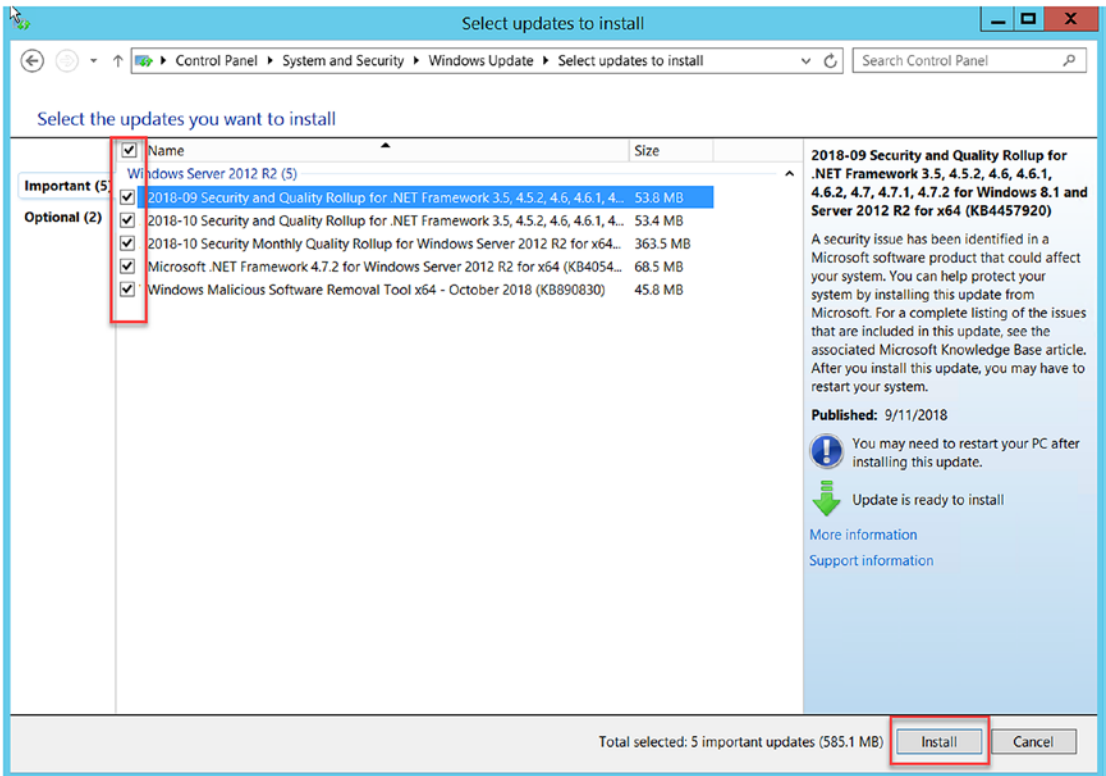 Select updates to install
Control Panel ▸ System and Security ▸ Windows Update ▸ Select updates to install
Search Control Panel
Select the updates you want to install
Name Size
Important (5)
Optional (2)
Windows Server 2012 R2 (5)
2018-09 Security and Quality Rollup for .NET Framework 3.5, 4.5.2, 4.6, 4.6.1, 4... 53.8 MB
2018-10 Security and Quality Rollup for .NET Framework 3.5, 4.5.2, 4.6, 4.6.1, 4... 53.4 MB
2018-10 Security Monthly Quality Rollup for Windows Server 2012 R2 for x64... 363.5 MB
Microsoft .NET Framework 4.7.2 for Windows Server 2012 R2 for x64 (KB4054... 68.5 MB
Windows Malicious Software Removal Tool x64 - October 2018 (KB890830) 45.8 MB
2018-09 Security and Quality Rollup for
.NET Framework 3.5, 4.5.2, 4.6, 4.6.1,
4.6.2, 4.7, 4.7.1, 4.7.2 for Windows 8.1 and
Server 2012 R2 for x64 (KB4457920)
A security issue has been identified in a
Microsoft software product that could affect
your system. You can help protect your
system by installing this update from
Microsoft. For a complete listing of the issues
that are included in this update, see the
associated Microsoft Knowledge Base article.
After you install this update, you may have to
restart your system.
Published: 9/11/2018
You may need to restart your PC after
installing this update.
Update is ready to install
More information
Support information
Total selected: 5 important updates (585.1 MB)
Install
Cancel